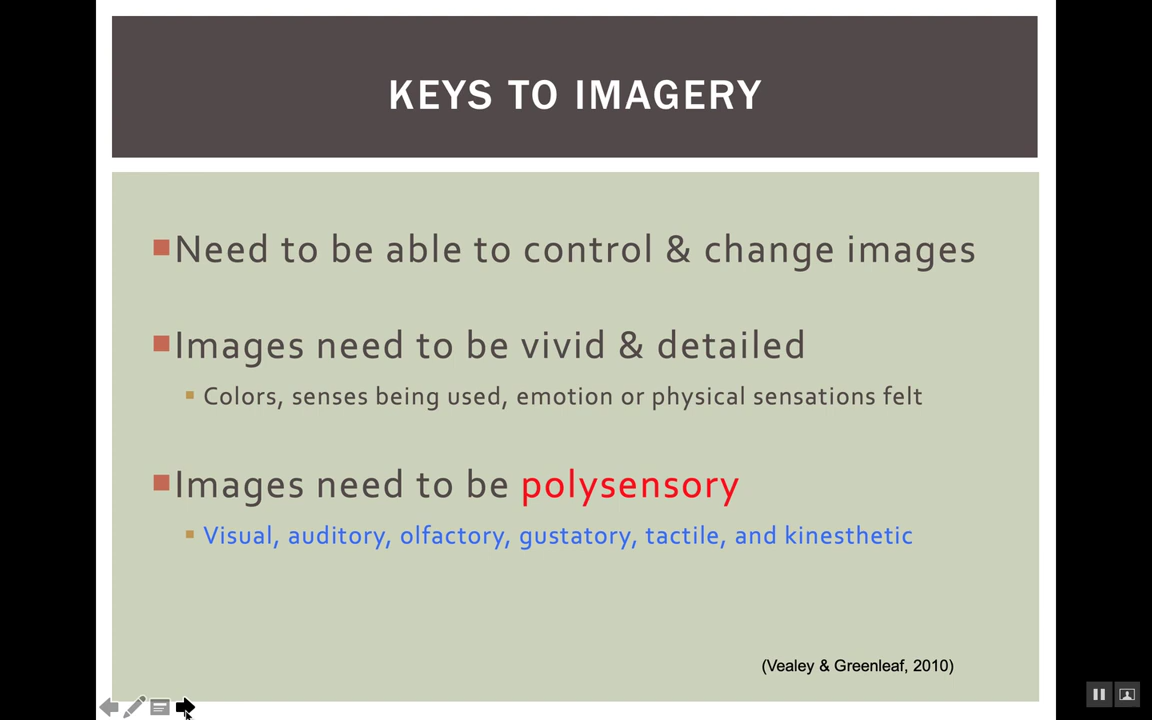 KEYS TO IMAGERY
Need to be able to control & change images
Images need to be vivid & detailed
Colors, senses being used, emotion or physical sensations felt
Images need to be polysensory
Visual, auditory, olfactory, gustatory, tactile, and kinesthetic
(Vealey & Greenleaf, 2010)